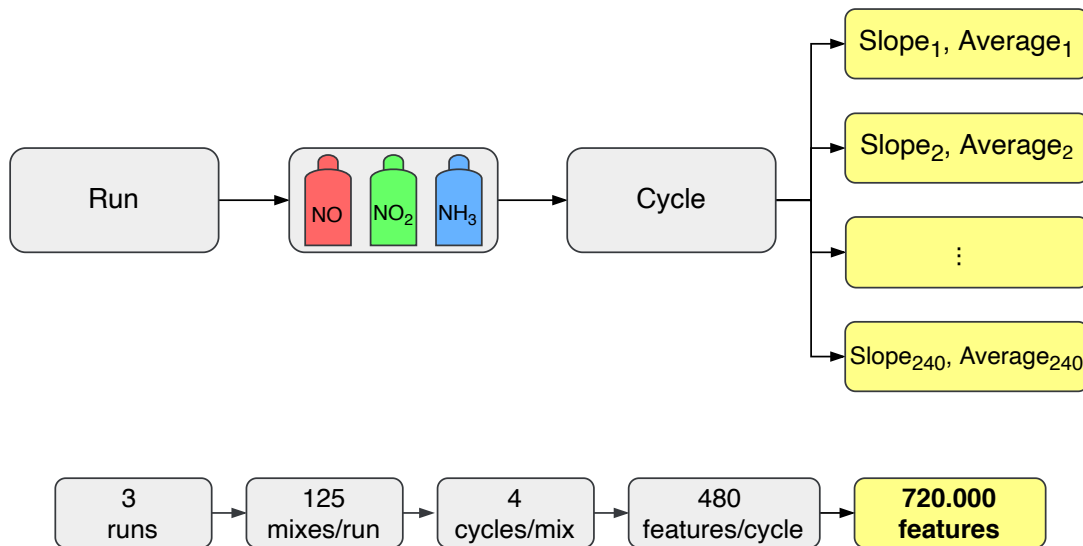 Slope₁, Average₁
Slope₂, Average₂
Run
NO
NO₂
NH₃
Cycle
⋮
Slope₂₄₀, Average₂₄₀
3
runs
125
mixes/run
4
cycles/mix
480
features/cycle
720.000
features